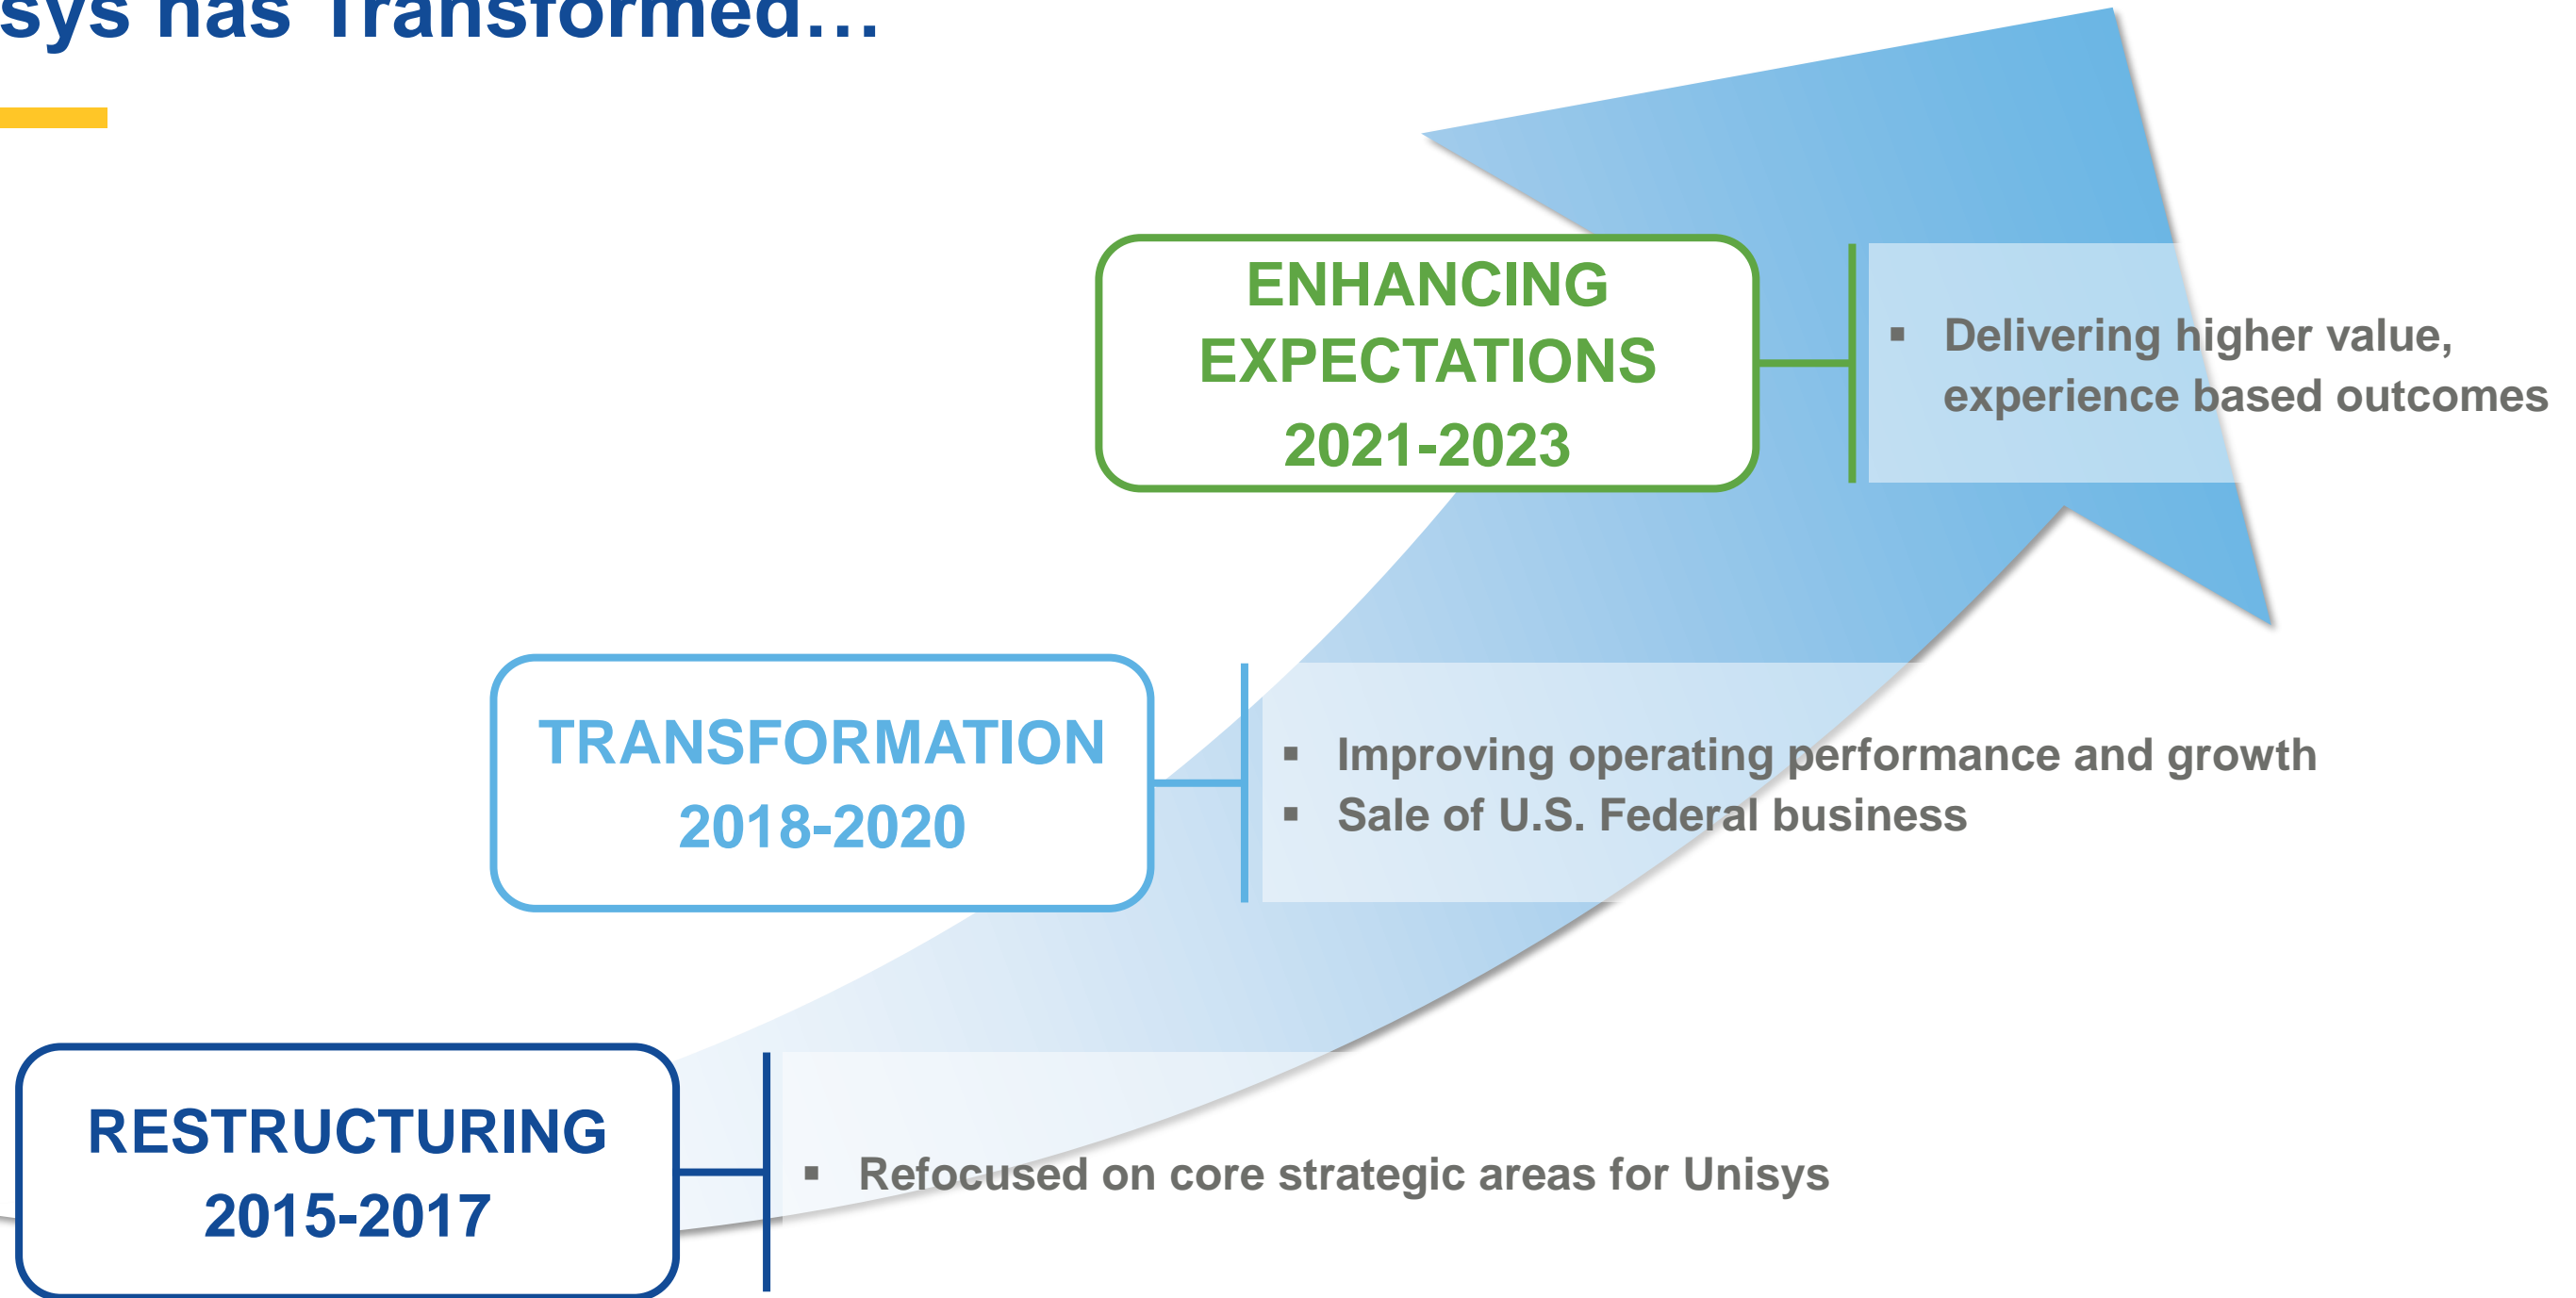 sys has Transformed…
ENHANCING
EXPECTATIONS
2021-2023
▪ Delivering higher value,
experience based outcomes
TRANSFORMATION
2018-2020
▪ Improving operating performance and growth
▪ Sale of U.S. Federal business
RESTRUCTURING
2015-2017
▪ Refocused on core strategic areas for Unisys